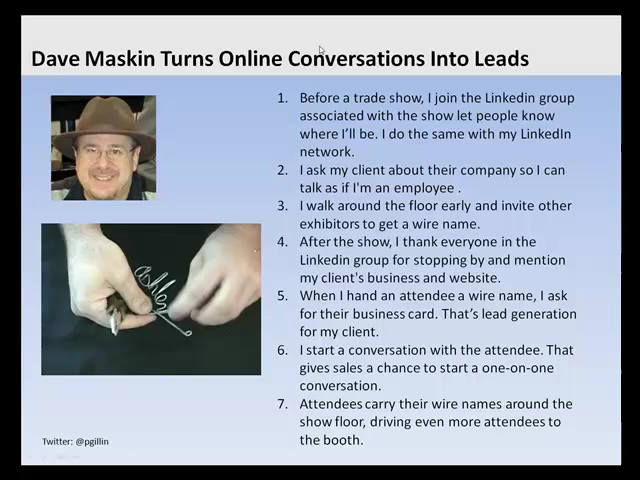 Dave Maskin Turns Online Conversations Into Leads
1. Before a trade show, I join the Linkedin group
associated with the show let people know
where I'll be. I do the same with my LinkedIn
network.
2. I ask my client about their company so I can
talk as if I'm an employee .
3. I walk around the floor early and invite other
exhibitors to get a wire name.
4. After the show, I thank everyone in the
Linkedin group for stopping by and mention
my client's business and website.
5. When I hand an attendee a wire name, I ask
for their business card. That's lead generation
for my client.
6. I start a conversation with the attendee. That
gives sales a chance to start a one-on-one
conversation.
7. Attendees carry their wire names around the
show floor, driving even more attendees to
the booth.
ashley
Twitter: @pgillin